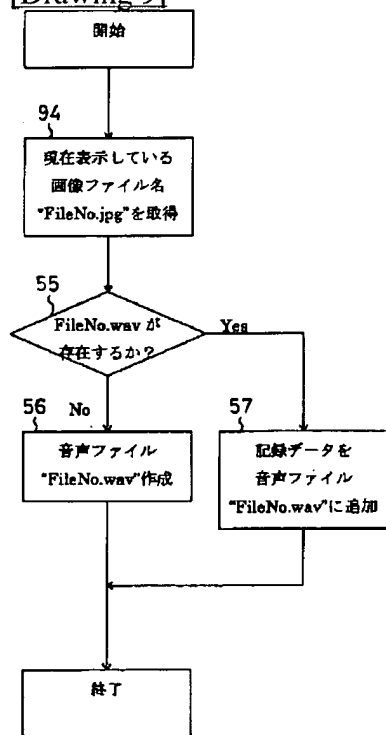 [Drawing 9]
開始
94
現在表示している
画像ファイル名
"FileNo.jpg"を取得
55
FileNo.wav が
存在するか？
Yes
No
56
音声ファイル
"FileNo.wav"作成
57
記録データを
音声ファイル
"FileNo.wav"に追加
終了